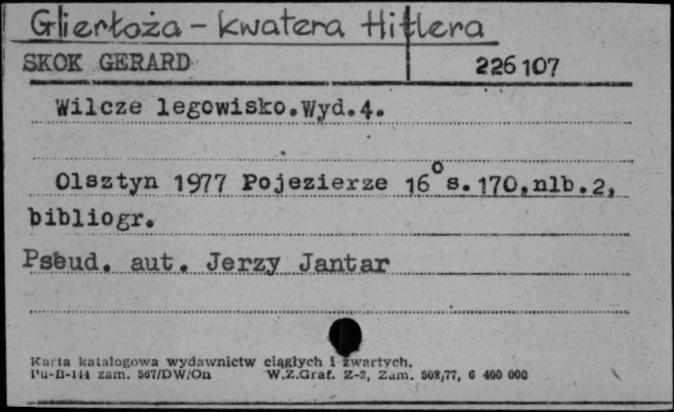 Glierłoża - kwatera Hitlera
SKOK GERARD 226107
Wilcze legowisko.Wyd.4.
Olsztyn 1977 Pojezierze 16° s.170,nlb.2,
bibliogr.
Pseud. aut. Jerzy Jantar
Karta katalogowa wydawnictw ciągłych i zwartych.
Pu-B-144 zam. 567/DW/On W.Z.Graf. Z-2, Zam. 502,77, 6 400 000